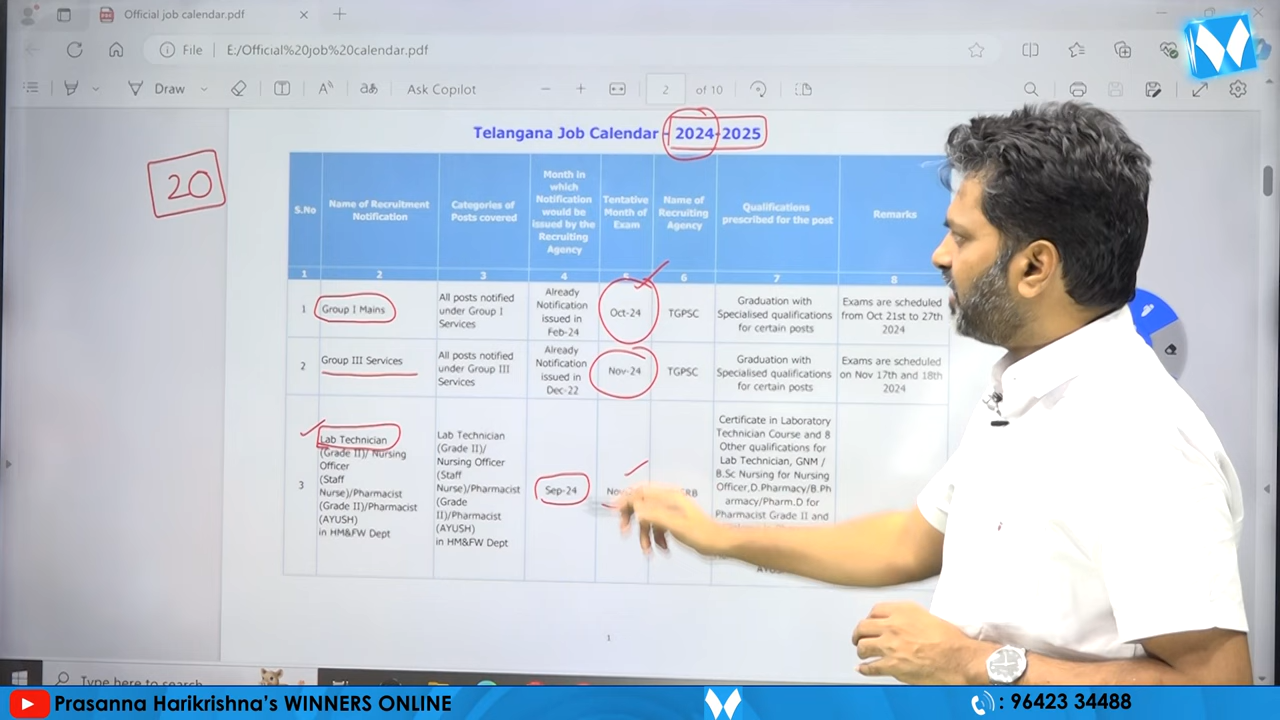 Official job calendar.pdf
File
E:/Official%20job%20calendar.pdf
Draw
Ask Copilot
2
of 10
Telangana Job Calendar - 2024-2025
20
S.No
Name of Recruitment
Notification
Categories of
Posts covered
Month in
which
Notification
would be
issued by the
Recruiting
Agency
Tentative
Month of
Exam
Name of
Recruiting
Agency
Qualifications
prescribed for the post
Remarks
1
2
3
4
5
6
7
8
1
Group I Mains
All posts notified
under Group I
Services
Already
Notification
issued in
Feb-24
Oct-24
TGPSC
Graduation with
Specialised qualifications
for certain posts
Exams are scheduled
from Oct 21st to 27th
2024
2
Group III Services
All posts notified
under Group III
Services
Already
Notification
issued in
Dec-22
Nov-24
TGPSC
Graduation with
Specialised qualifications
for certain posts
Exams are scheduled
on Nov 17th and 18th
2024
3
Lab Technician
(Grade II)/ Nursing
Officer
(Staff
Nurse)/Pharmacist
(Grade II)/Pharmacist
(AYUSH)
in HM&FW Dept
Lab Technician
(Grade II)/
Nursing Officer
(Staff
Nurse)/Pharmacist
(Grade
II)/Pharmacist
(AYUSH)
in HM&FW Dept
Sep-24
Certificate in Laboratory
Technician Course and 8
Other qualifications for
Lab Technician, GNM /
B.Sc Nursing for Nursing
Officer,D.Pharmacy/B.Ph
armacy/Pharm.D for
Pharmacist Grade II and
1
Type here to search
Prasanna Harikrishna's WINNERS ONLINE
: 96423 34488